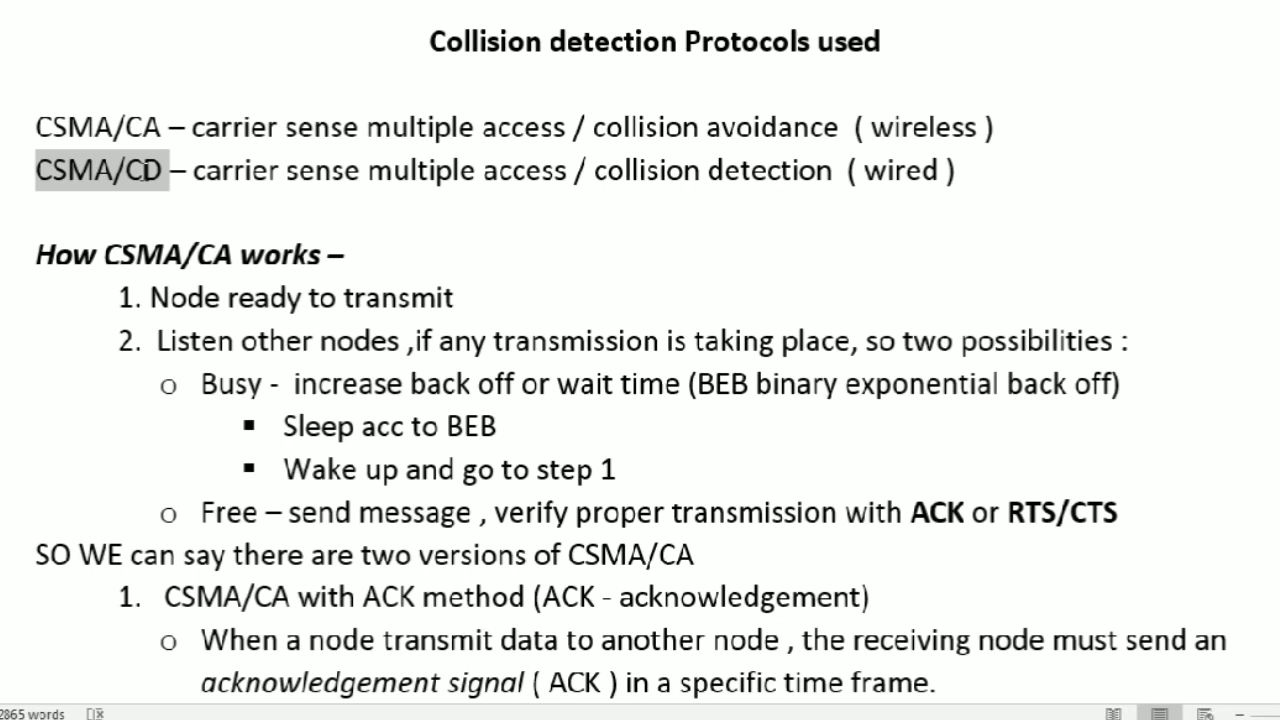 Collision detection Protocols used
CSMA/CA – carrier sense multiple access / collision avoidance ( wireless )
CSMA/CD – carrier sense multiple access / collision detection ( wired )
How CSMA/CA works –
1. Node ready to transmit
2. Listen other nodes ,if any transmission is taking place, so two possibilities :
o Busy - increase back off or wait time (BEB binary exponential back off)
▪ Sleep acc to BEB
▪ Wake up and go to step 1
o Free – send message , verify proper transmission with ACK or RTS/CTS
SO WE can say there are two versions of CSMA/CA
1. CSMA/CA with ACK method (ACK - acknowledgement)
o When a node transmit data to another node , the receiving node must send an
acknowledgement signal ( ACK ) in a specific time frame.
2865 words